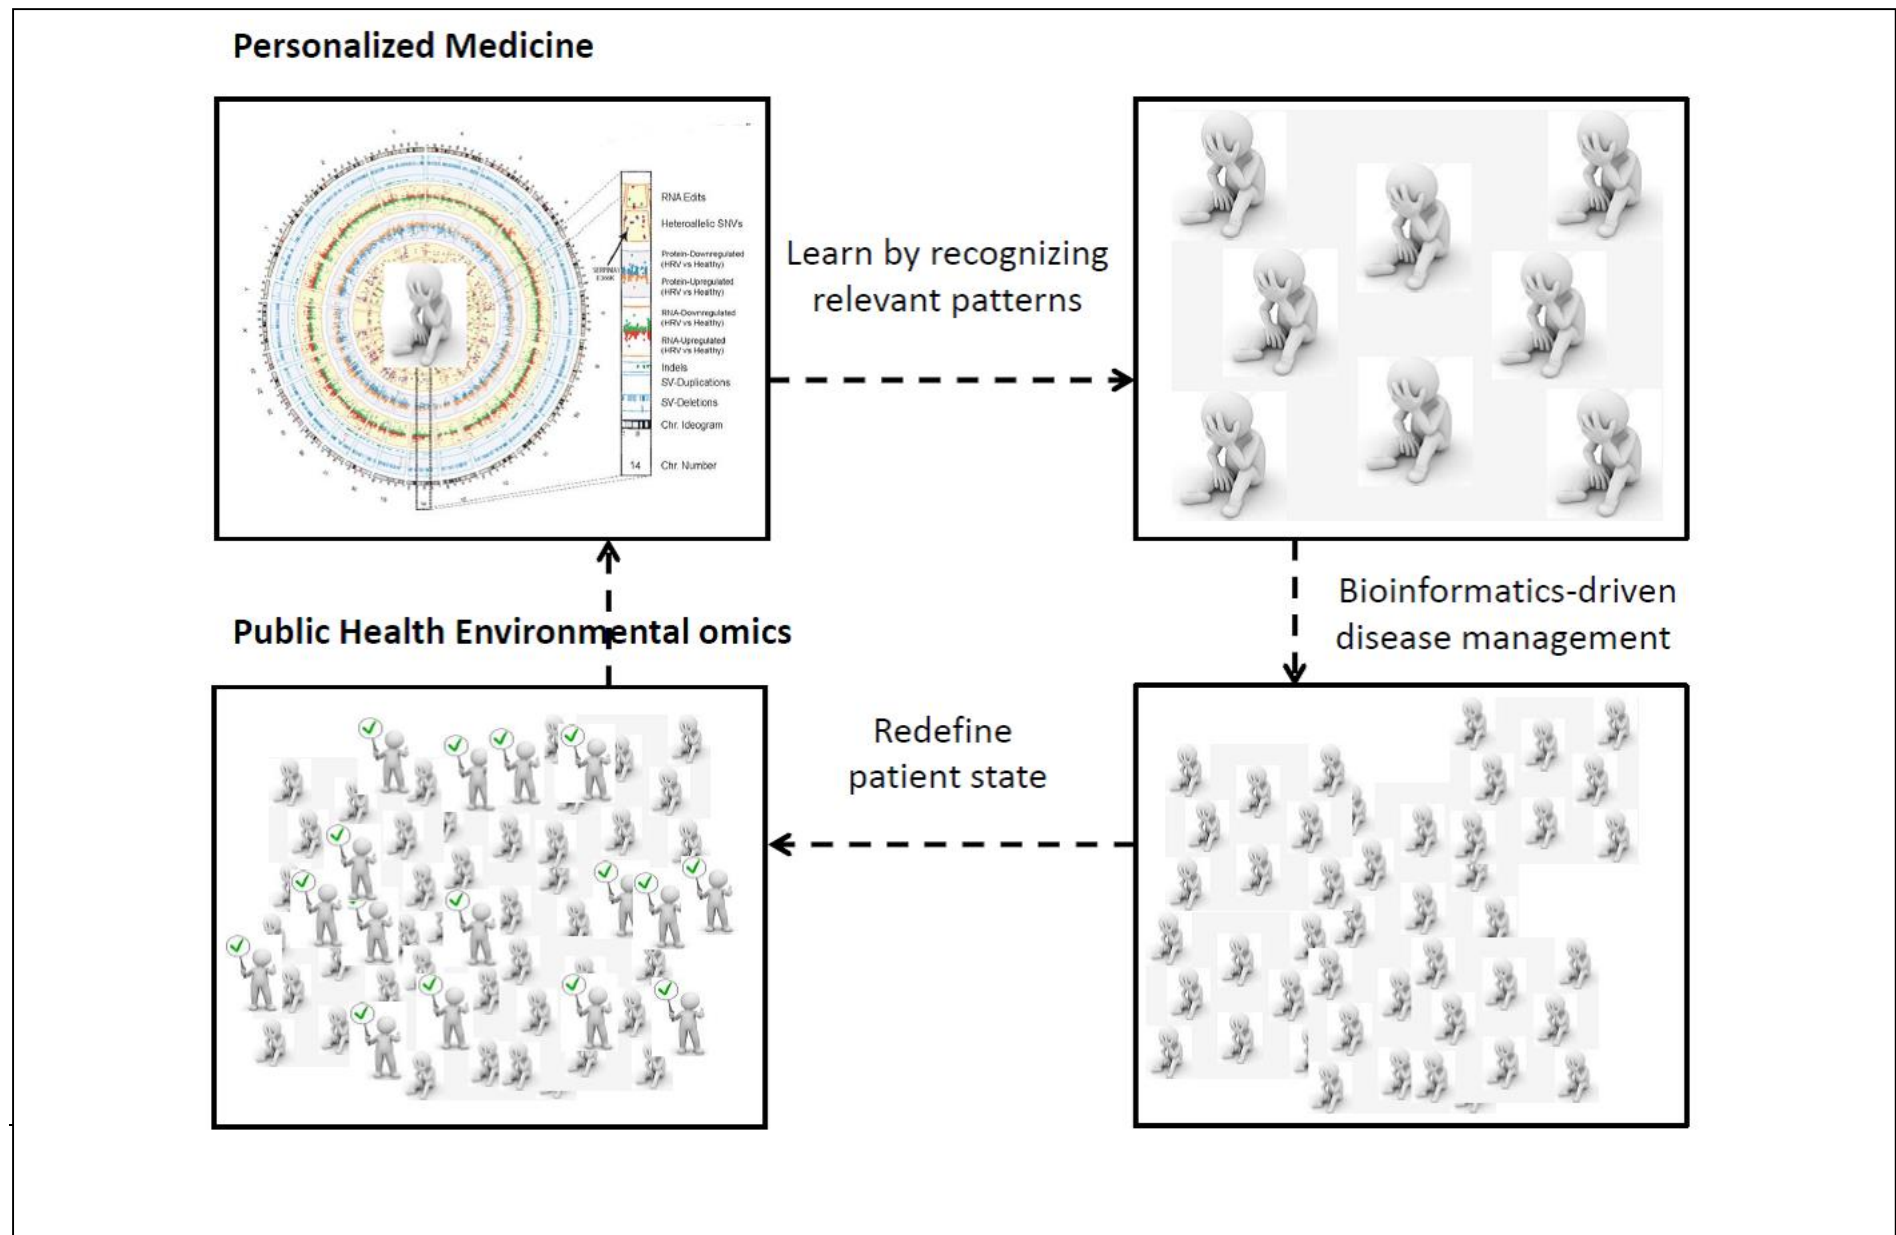 Personalized Medicine
RNA Edits
Heteroallelic SNVs
Protein-Downregulated
(HRV vs Healthy)
Protein-Upregulated
(HRV vs Healthy)
RNA-Downregulated
(HRV vs Healthy)
RNA-Upregulated
(HRV vs Healthy)
Indels
SV-Duplications
SV-Deletions
Chr. Ideogram
14 Chr. Number
Learn by recognizing
relevant patterns
Bioinformatics-driven
disease management
Public Health Environmental omics
Redefine
patient state